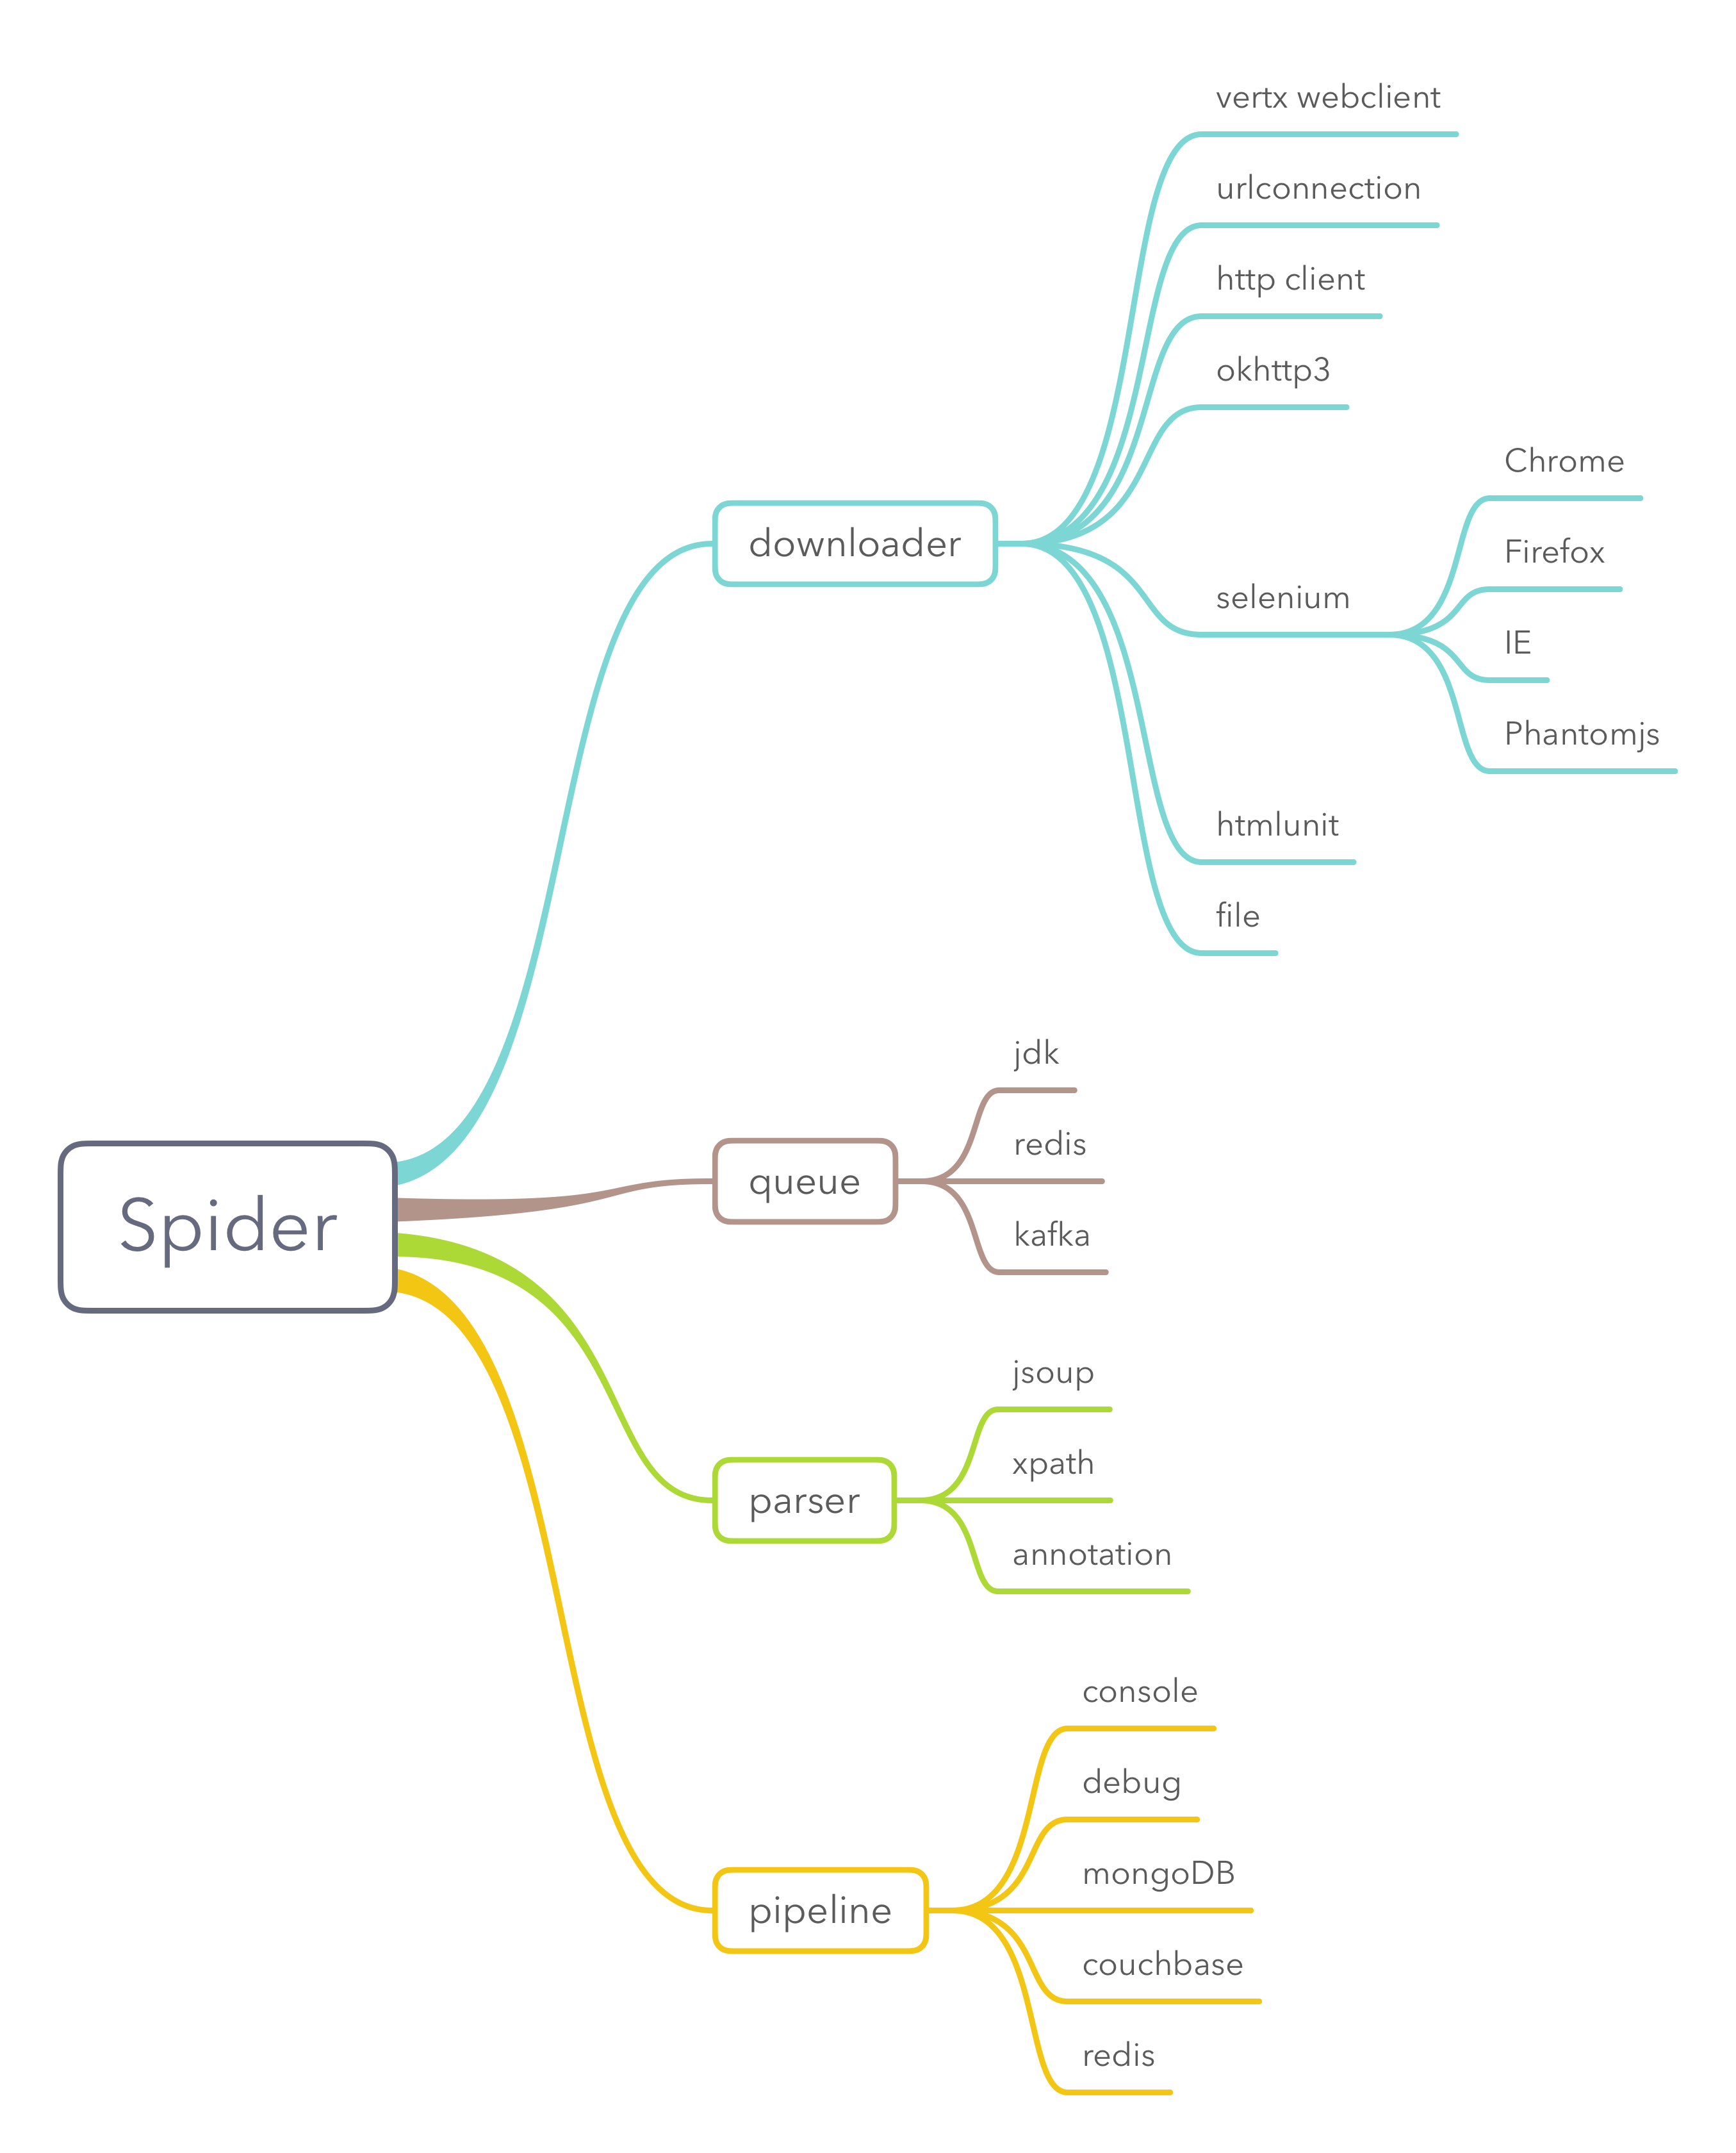 Spider
downloader
vertx webclient
urlconnection
http client
okhttp3
selenium
Chrome
Firefox
IE
Phantomjs
htmlunit
file
queue
jdk
redis
kafka
parser
jsoup
xpath
annotation
pipeline
console
debug
mongoDB
couchbase
redis